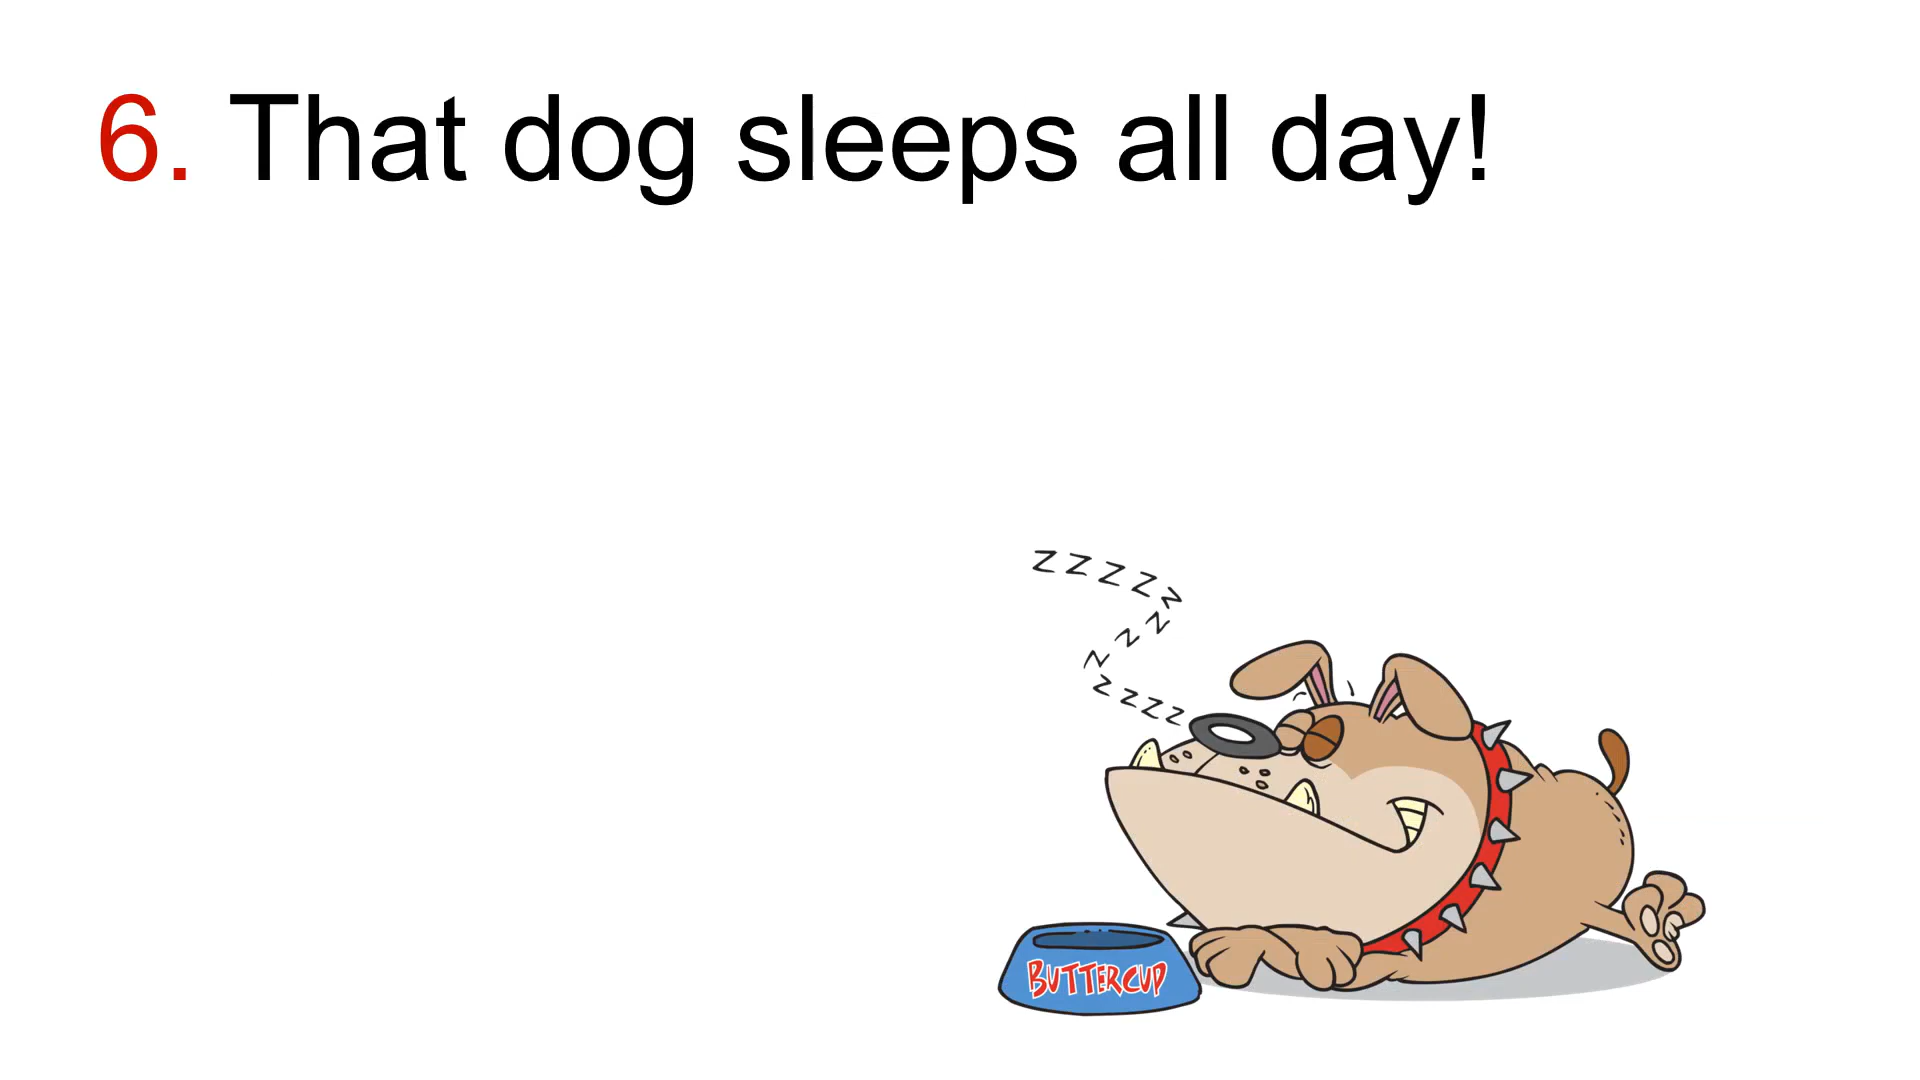 6. That dog sleeps all day!
z z z z z
z z z
z z z z
BUTTERCUP